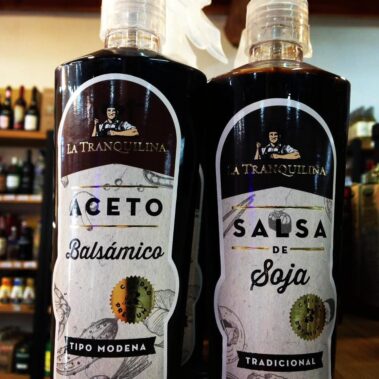 LA TRANQUILINA
ACETO
Balsámico
TIPO MODENA
LA TRANQUILINA
SALSA
DE
Soja
TRADICIONAL